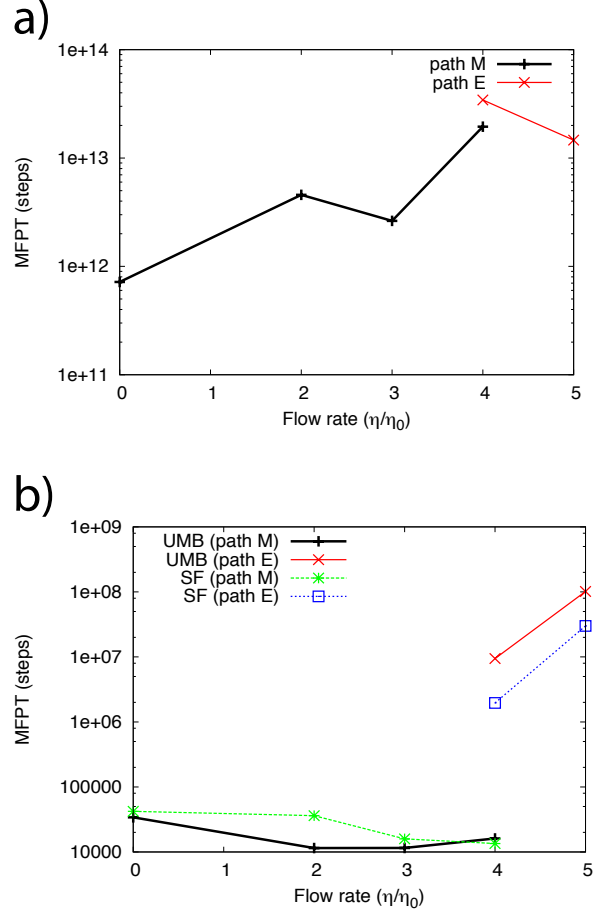 a)
1e+14
path M
path E
1e+13
MFPT (steps)
1e+12
1e+11
0 1 2 3 4 5
Flow rate (η/η0)
b)
1e+09
UMB (path M)
UMB (path E)
1e+08
SF (path M)
SF (path E)
1e+07
MFPT (steps)
1e+06
100000
10000
0 1 2 3 4 5
Flow rate (η/η0)